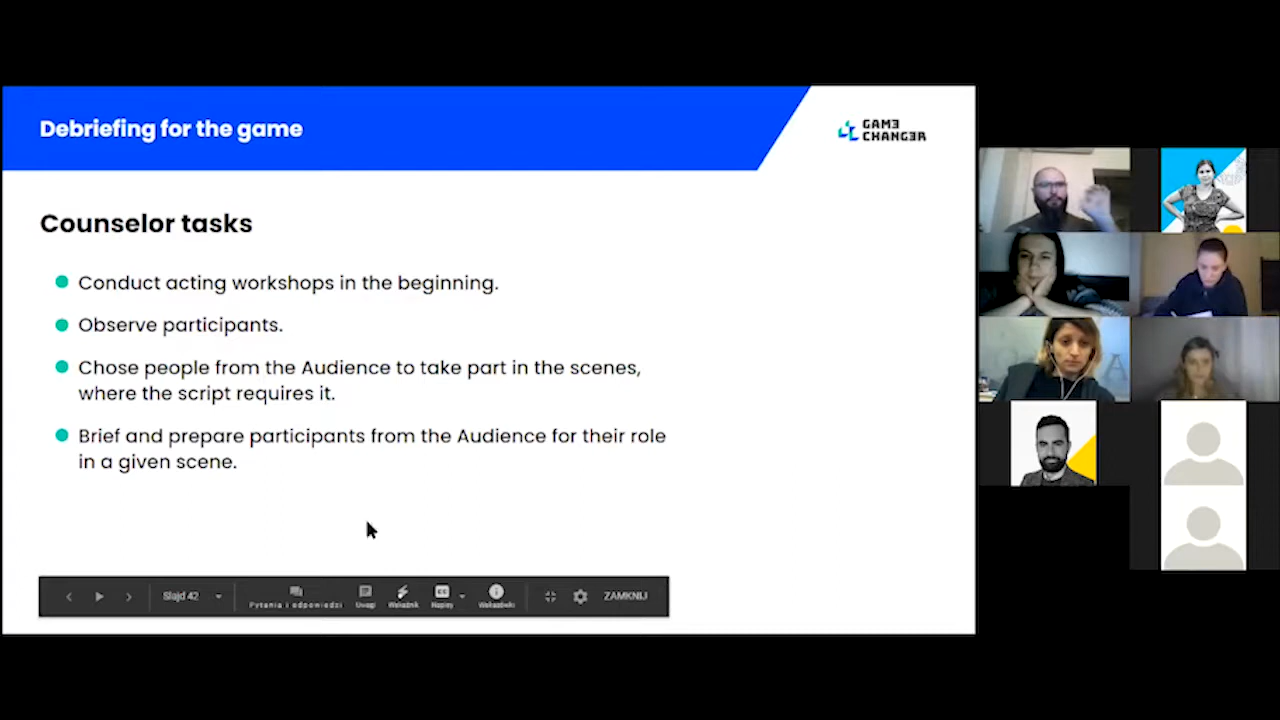 Debriefing for the game
GAM3
CHANG3R
Counselor tasks
Conduct acting workshops in the beginning.
Observe participants.
Chose people from the Audience to take part in the scenes,
where the script requires it.
Brief and prepare participants from the Audience for their role
in a given scene.
Slajd 42
Pytania i odpowiedzi
Uwagi
Wskaźnik
Napisy
Wskazówki
ZAMKNIJ